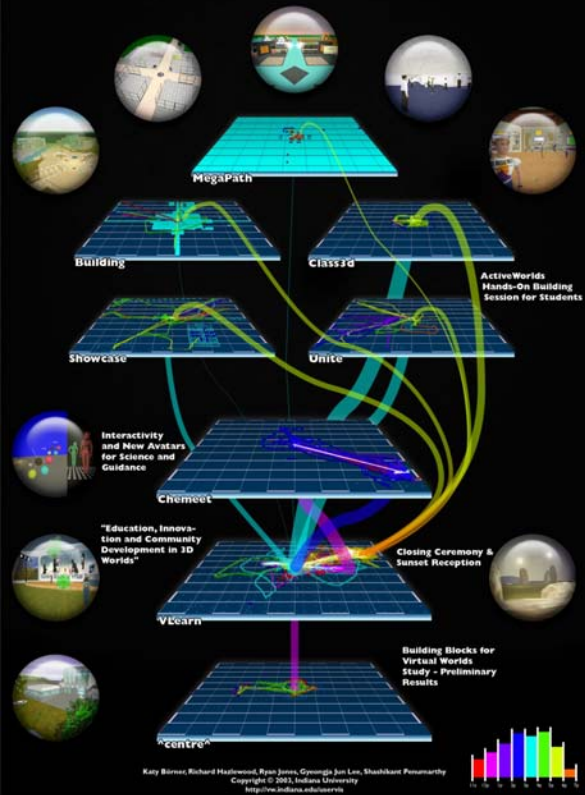 MegaPath
Building
Class3d
ActiveWorlds
Hands-On Building
Session for Students
Showcase
Unite
Interactivity
and New Avatars
for Science and
Guidance
Chemeet
"Education, Innova-
tion and Community
Development in 3D
Worlds"
Closing Ceremony &
Sunset Reception
VLearn
Building Blocks for
Virtual Worlds
Study - Preliminary
Results
^centre^
Katy Börner, Richard Hazlewood, Ryan Jones, Gyeongja Jun Lee, Shashikant Penumarthy
Copyright © 2003, Indiana University
http://vw.indiana.edu/uservis